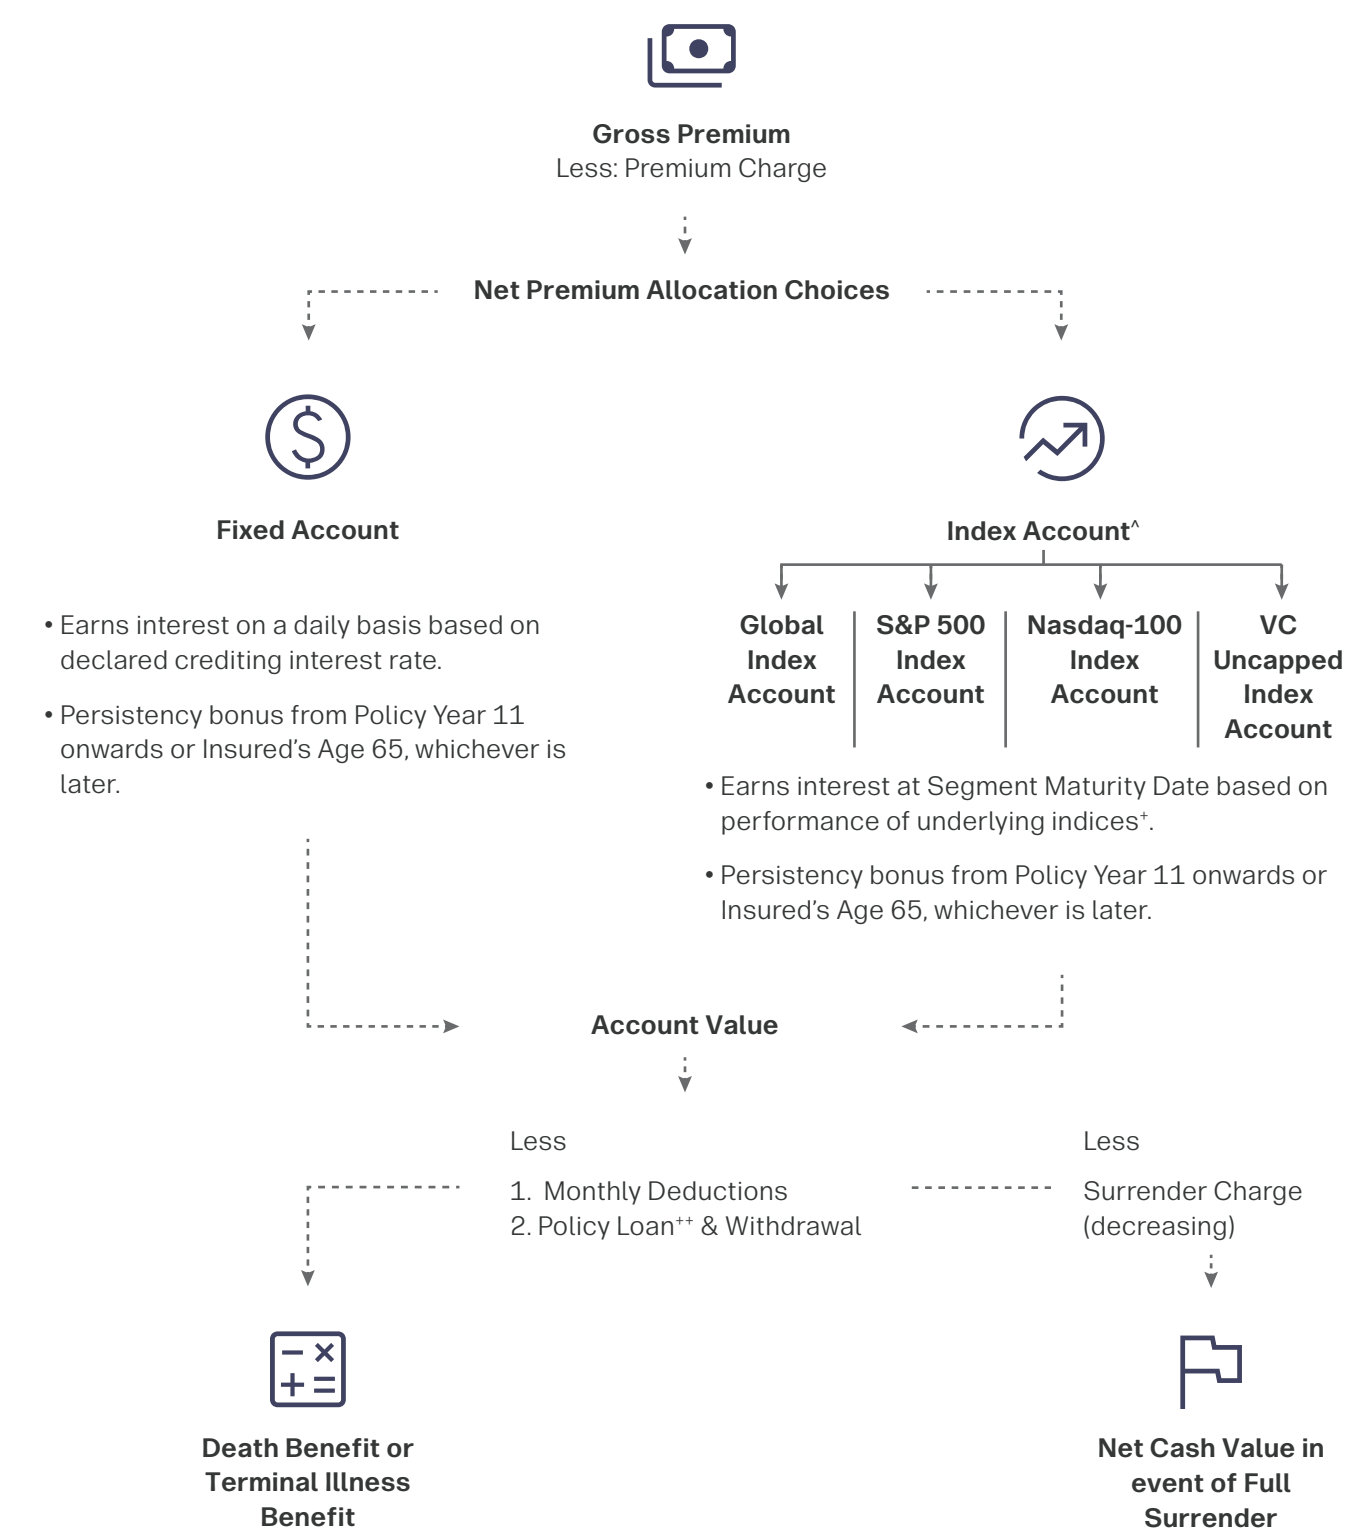 Gross Premium
Less: Premium Charge
Net Premium Allocation Choices
Fixed Account
• Earns interest on a daily basis based on
declared crediting interest rate.
• Persistency bonus from Policy Year 11
onwards or Insured’s Age 65, whichever is
later.
Index Account^
Global
Index
Account
S&P 500
Index
Account
Nasdaq-100
Index
Account
VC
Uncapped
Index
Account
• Earns interest at Segment Maturity Date based on
performance of underlying indices+.
• Persistency bonus from Policy Year 11 onwards or
Insured’s Age 65, whichever is later.
Account Value
Less
1. Monthly Deductions
2. Policy Loan++ & Withdrawal
Less
Surrender Charge
(decreasing)
Death Benefit or
Terminal Illness
Benefit
Net Cash Value in
event of Full
Surrender